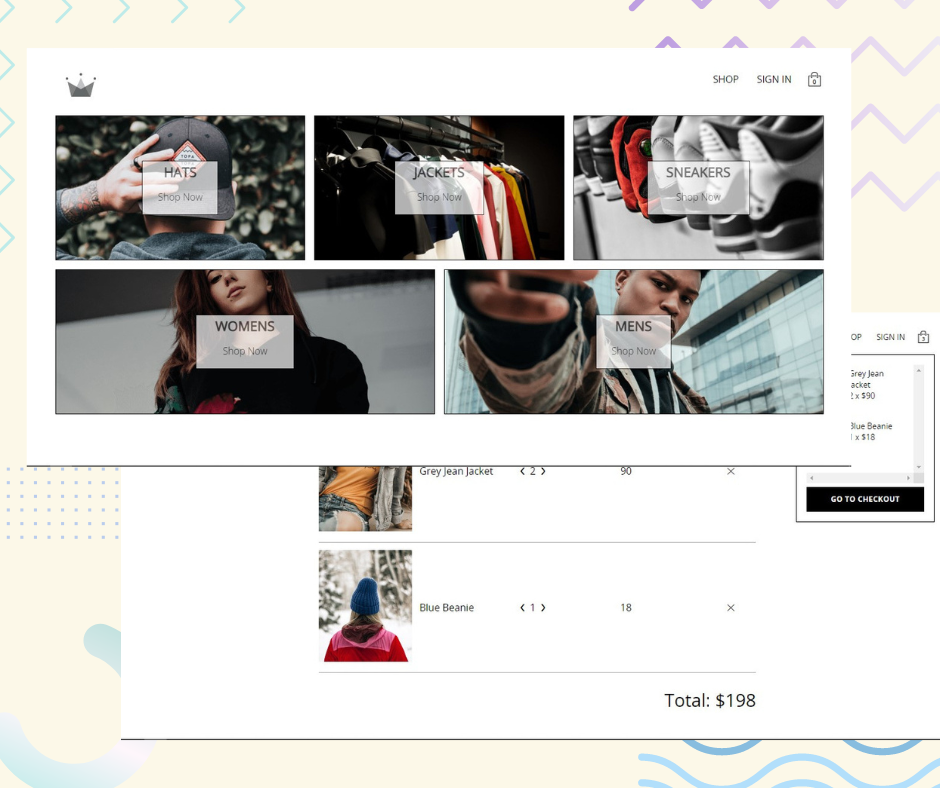 SHOP SIGN IN
0
HATS
Shop Now
JACKETS
Shop Now
SNEAKERS
Shop Now
WOMENS
Shop Now
MENS
Shop Now
OP SIGN IN
3
Grey Jean
acket
2 x $90
Blue Beanie
1 x $18
GO TO CHECKOUT
Grey Jean Jacket 2 90
Blue Beanie 1 18
Total: $198